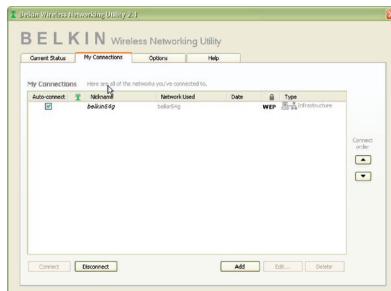 Belkin Wireless Networking Utility 2.1
BELKIN Wireless Networking Utility
Current Status My Connections Options Help
My Connections Here are all of the networks you've connected to.
Auto-connect Nickname Network Used Date Type
belkin54g belkin54g WEP Infrastructure
Connect order
Connect Disconnect Add Edit... Delete